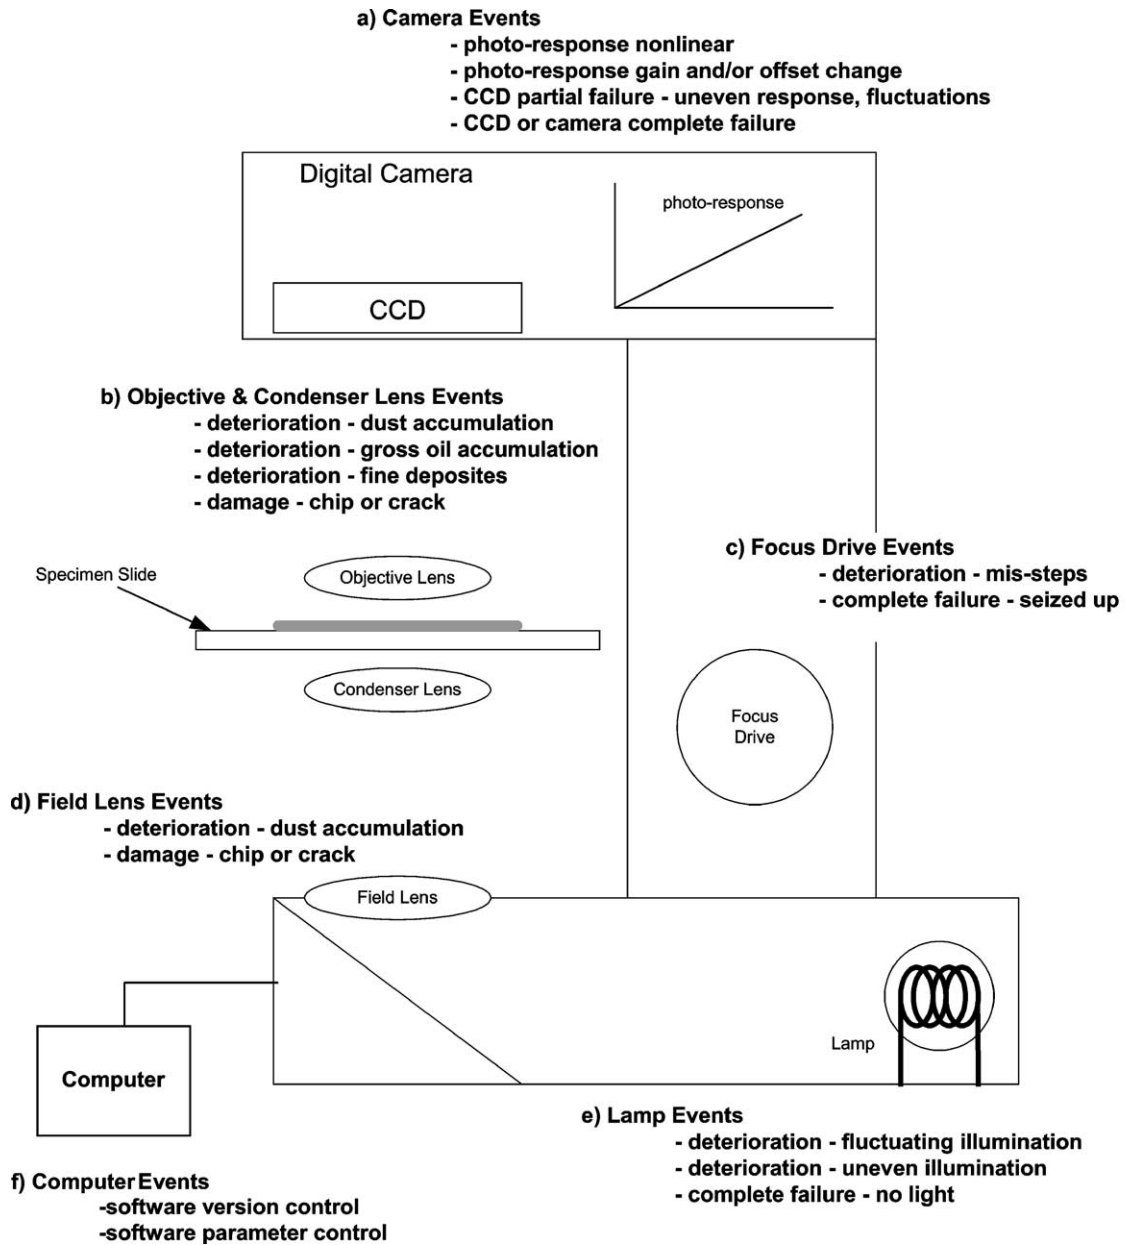 a) Camera Events
- photo-response nonlinear
- photo-response gain and/or offset change
- CCD partial failure - uneven response, fluctuations
- CCD or camera complete failure
Digital Camera
photo-response
CCD
b) Objective & Condenser Lens Events
- deterioration - dust accumulation
- deterioration - gross oil accumulation
- deterioration - fine deposites
- damage - chip or crack
c) Focus Drive Events
- deterioration - mis-steps
- complete failure - seized up
Specimen Slide
Objective Lens
Condenser Lens
Focus
Drive
d) Field Lens Events
- deterioration - dust accumulation
- damage - chip or crack
Field Lens
Lamp
Computer
e) Lamp Events
- deterioration - fluctuating illumination
- deterioration - uneven illumination
- complete failure - no light
f) Computer Events
-software version control
-software parameter control